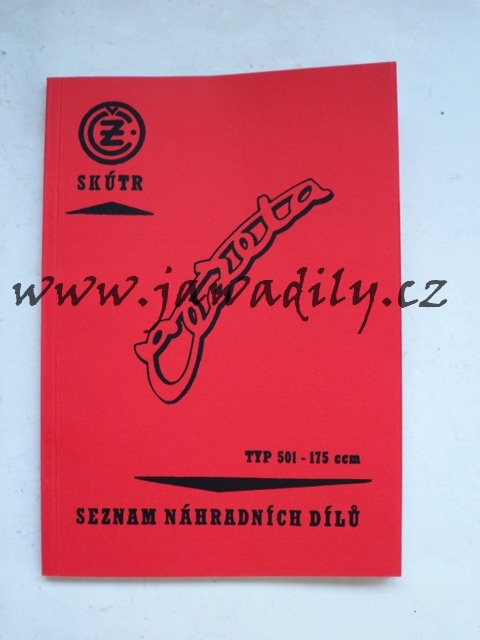 ČZ
SKÚTR
Čezeta
www.jawadily.cz
TYP 501 - 175 ccm
SEZNAM NÁHRADNÍCH DÍLŮ